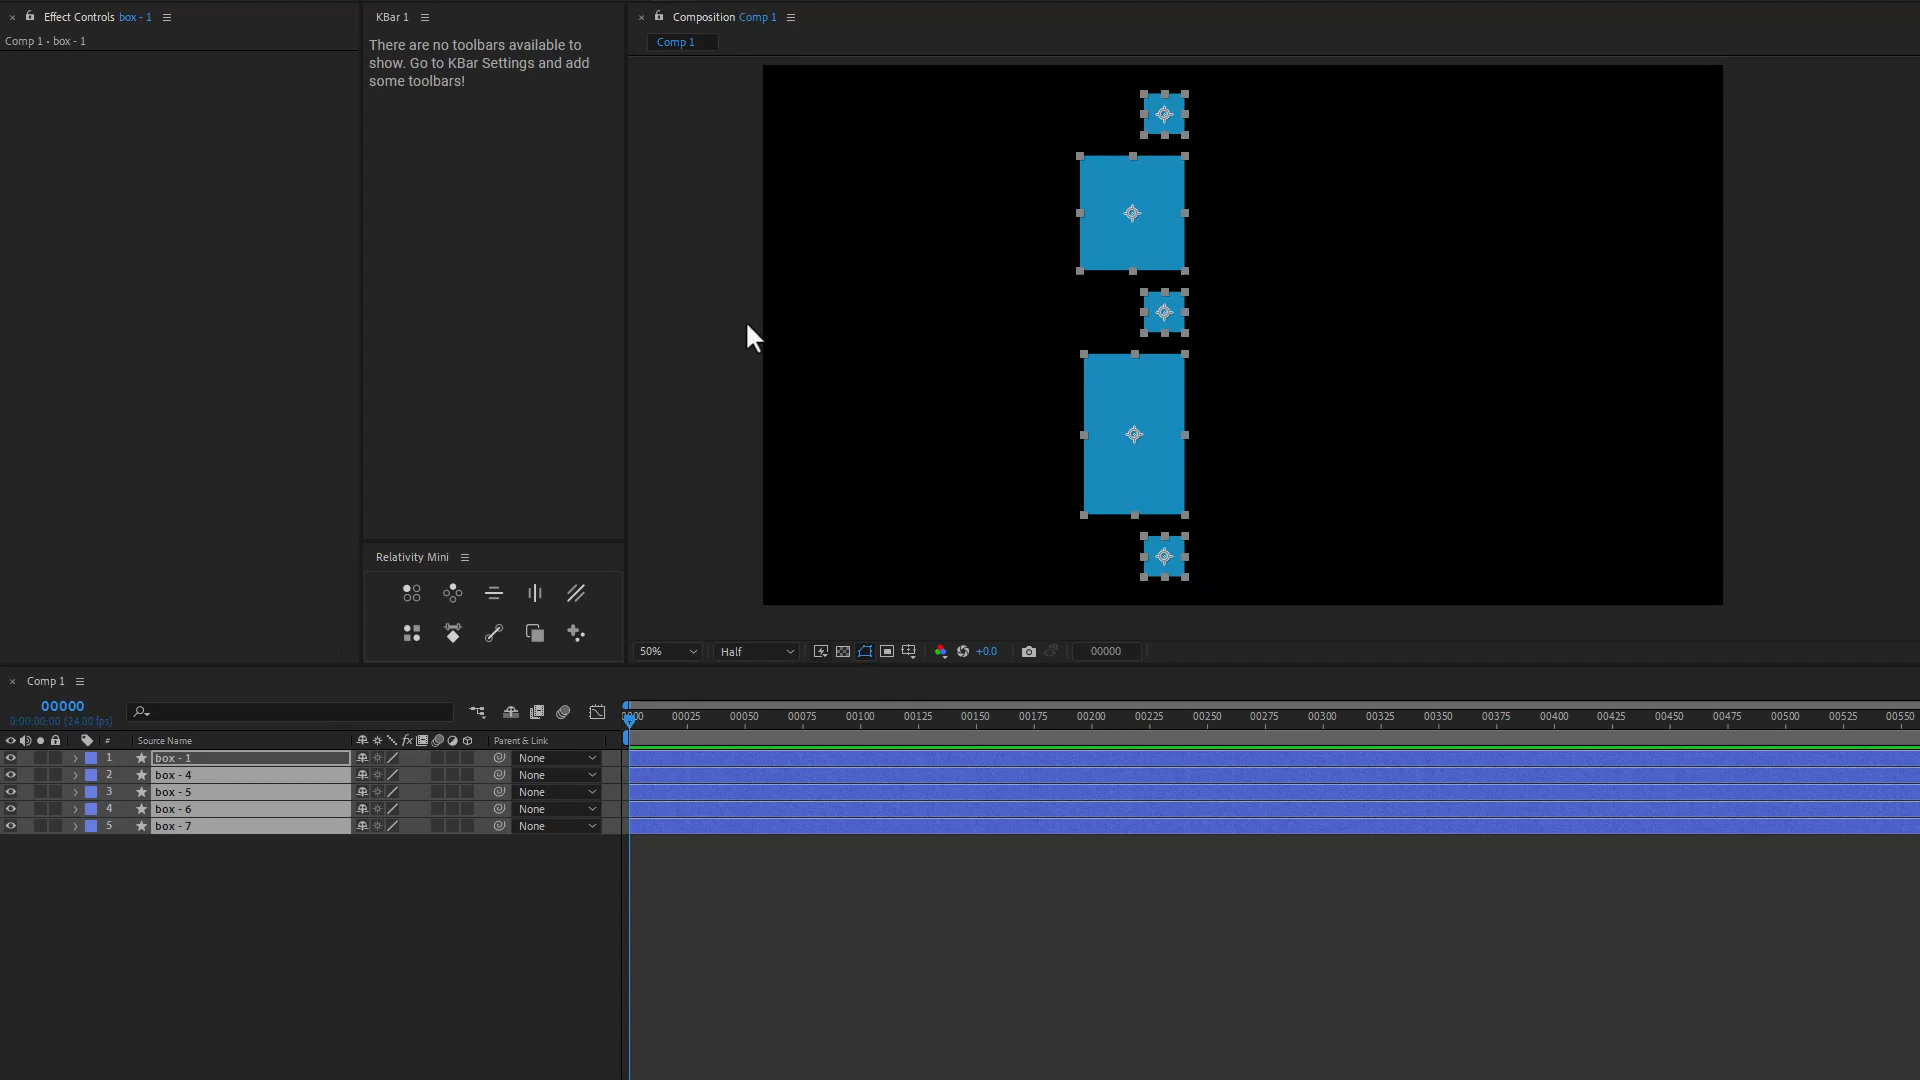 Effect Controls box - 1
Comp 1 • box - 1
KBar 1
There are no toolbars available to
show. Go to KBar Settings and add
some toolbars!
Composition Comp 1
Comp 1
Relativity Mini
50%
Half
+0.0
00000
Comp 1
00000
0:00:00:00 (24.00 fps)
0000 00025 00050 00075 00100 00125 00150 00175 00200 00225 00250 00275 00300 00325 00350 00375 00400 00425 00450 00475 00500 00525 00550
# Source Name fx Parent & Link
1 box - 1 None
2 box - 4 None
3 box - 5 None
4 box - 6 None
5 box - 7 None